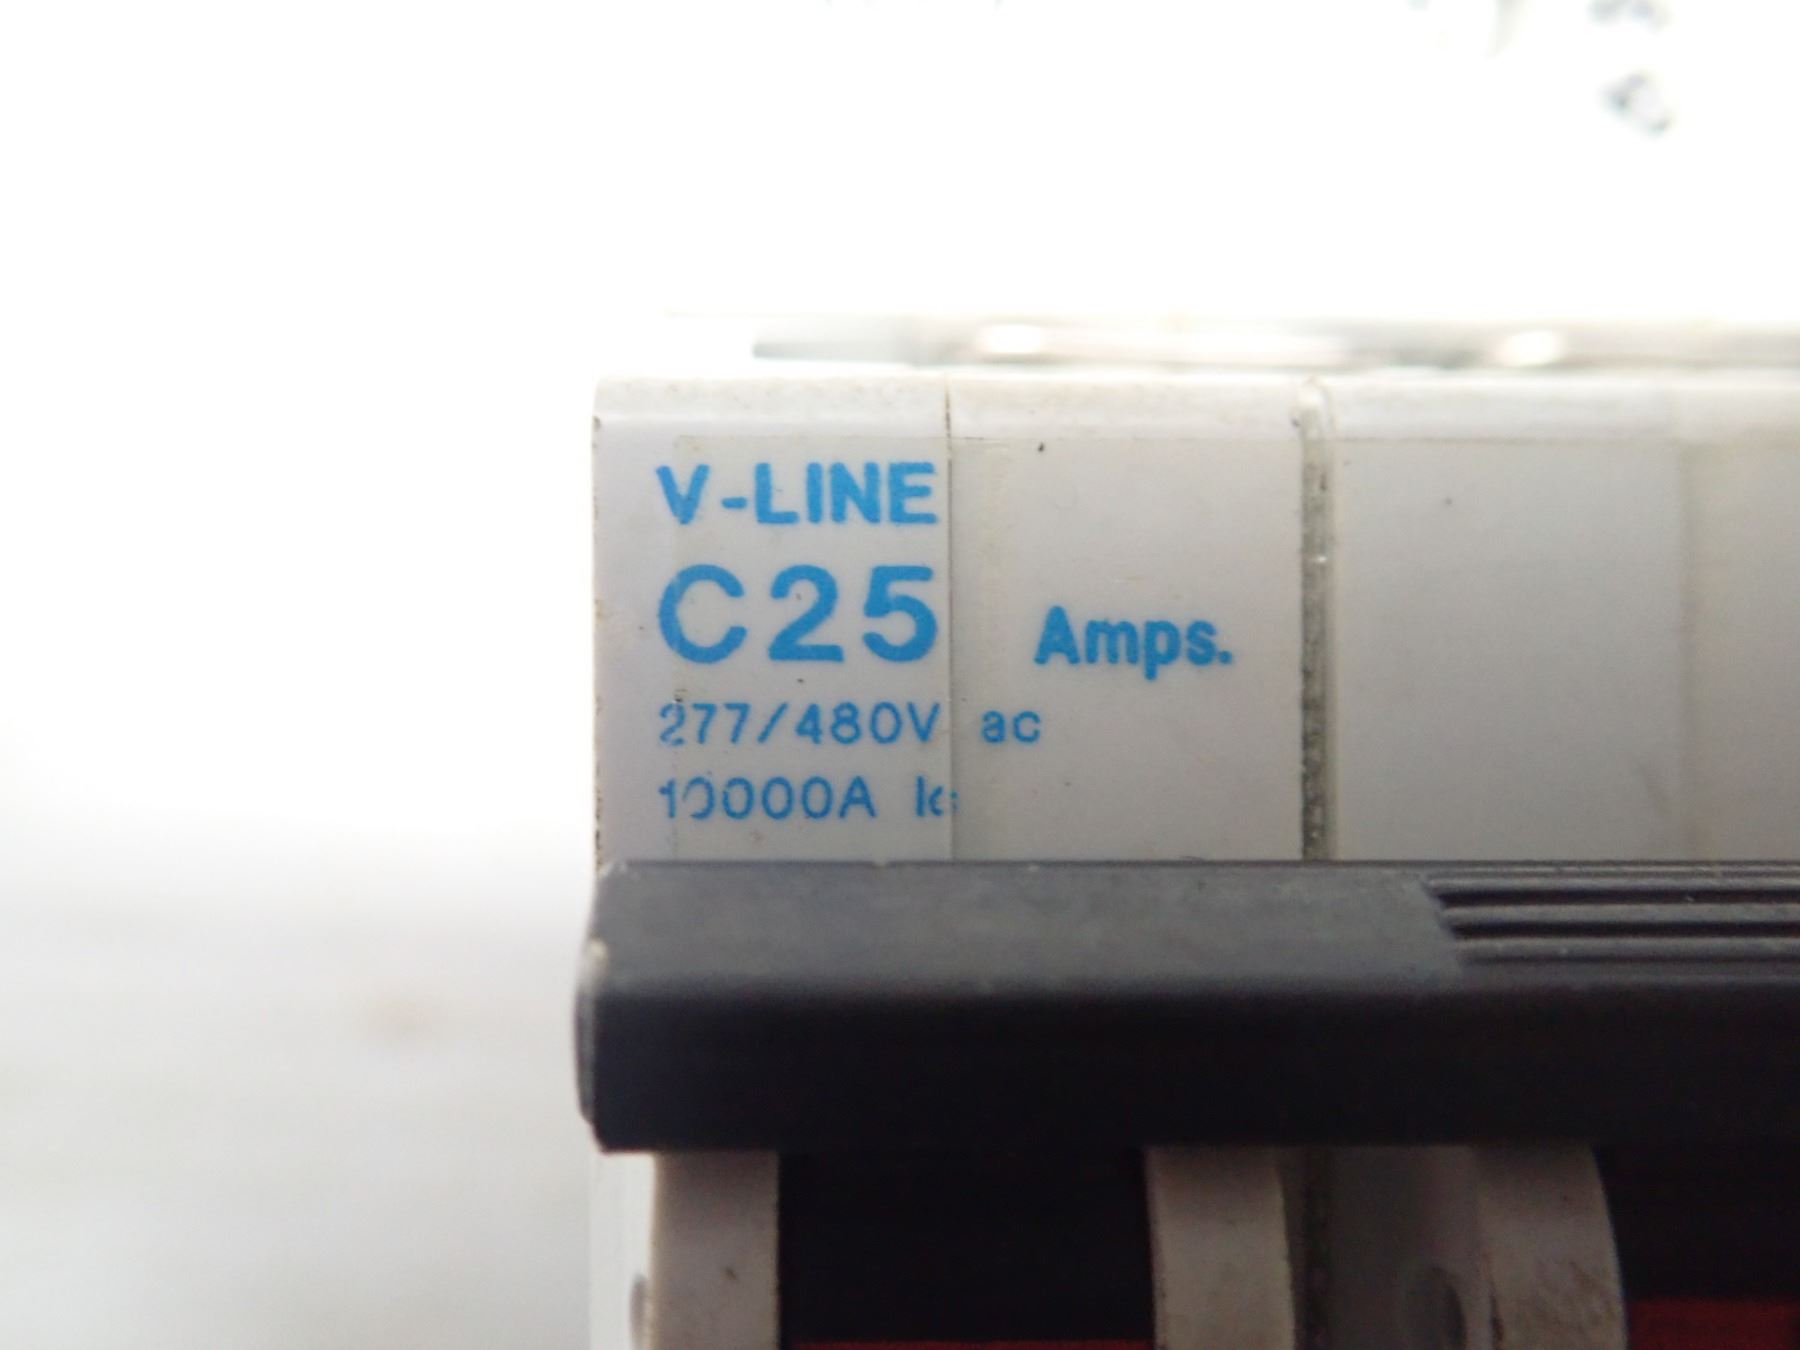 V-LINE
C25 Amps.
277/480V ac
10000A